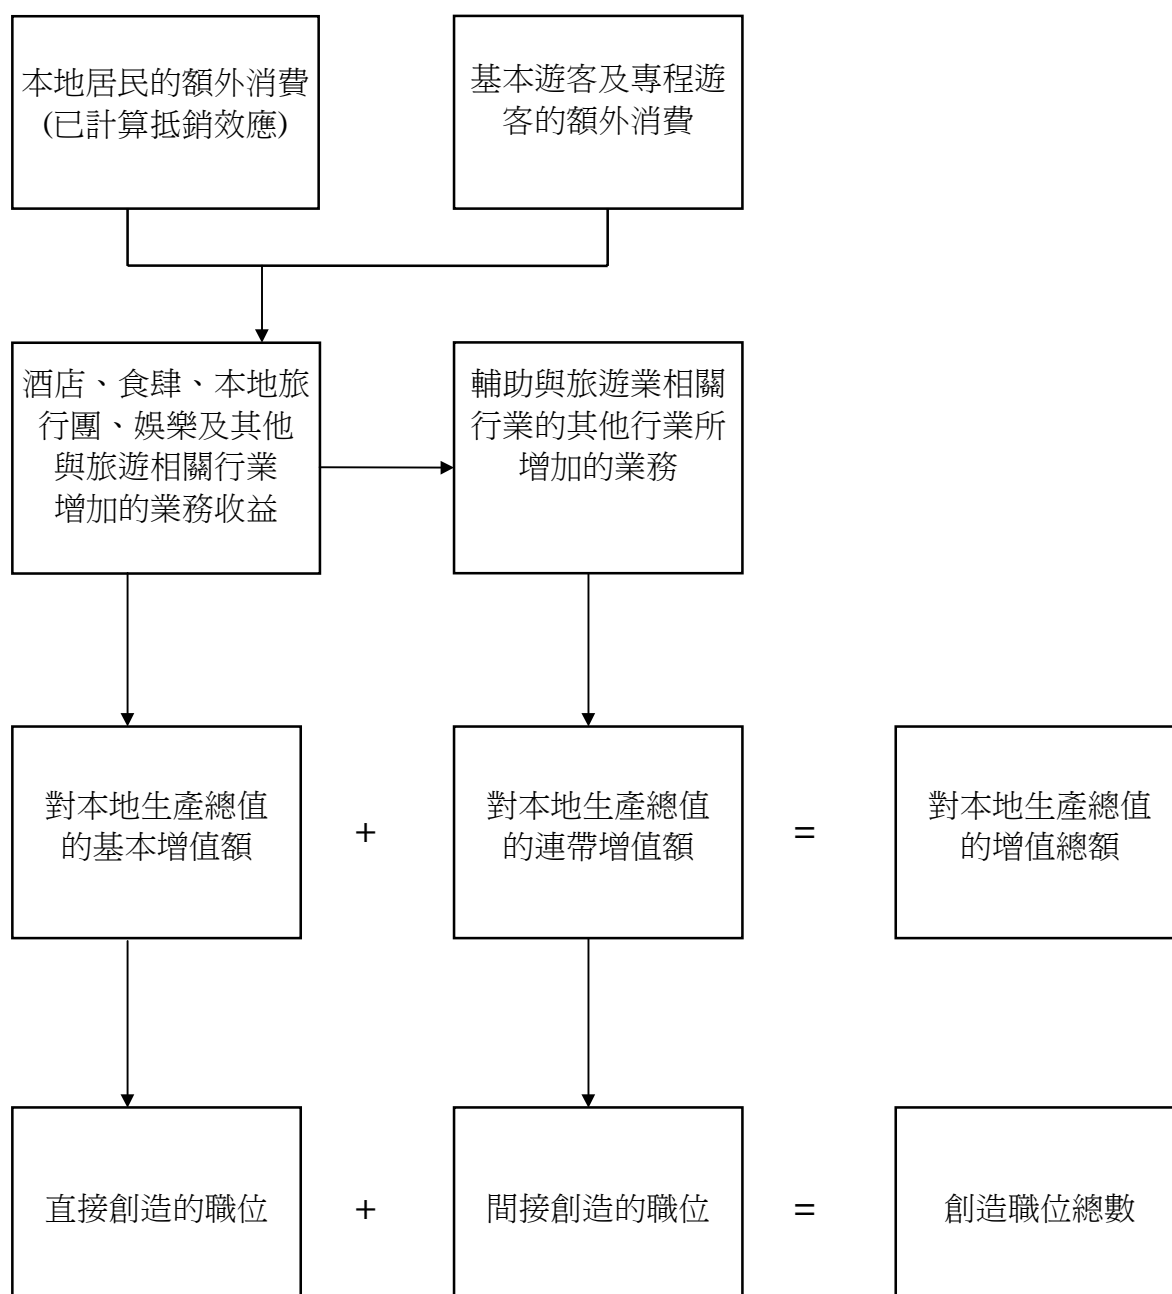 本地居民的額外消費
(已計算抵銷效應)
基本遊客及專程遊
客的額外消費
酒店、食肆、本地旅
行團、娛樂及其他
與旅遊相關行業
增加的業務收益
輔助與旅遊業相關
行業的其他行業所
增加的業務
對本地生產總值
的基本增值額
+
對本地生產總值
的連帶增值額
=
對本地生產總值
的增值總額
直接創造的職位
+
間接創造的職位
=
創造職位總數